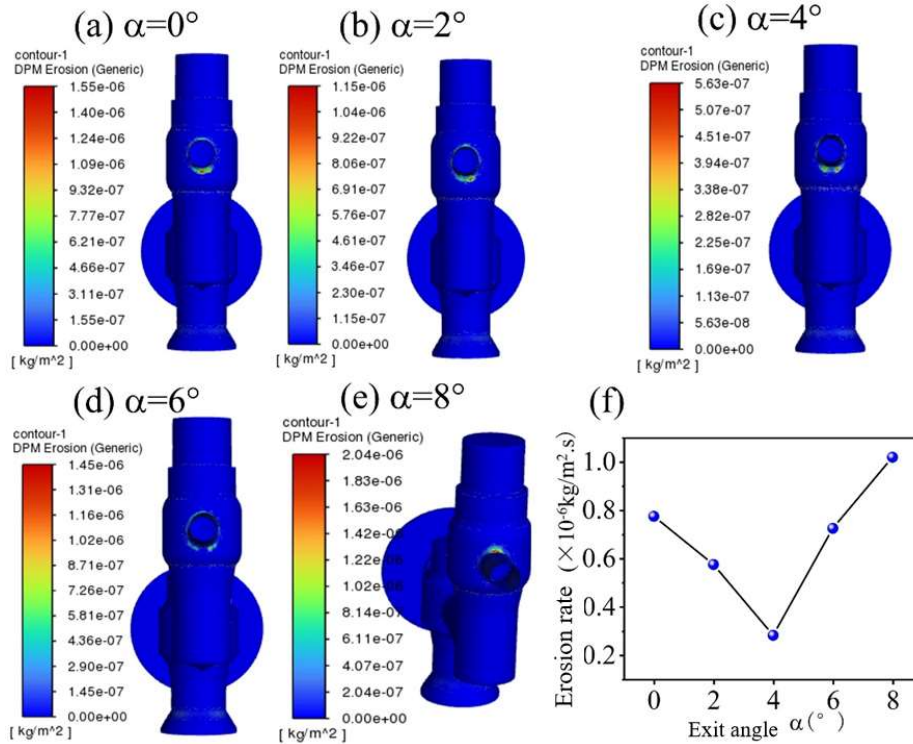 (a) α=0°
contour-1
DPM Erosion (Generic)
1.55e-06
1.40e-06
1.24e-06
1.09e-06
9.32e-07
7.77e-07
6.21e-07
4.66e-07
3.11e-07
1.55e-07
0.00e+00
[ kg/m^2 ]
(b) α=2°
contour-1
DPM Erosion (Generic)
1.15e-06
1.04e-06
9.22e-07
8.06e-07
6.91e-07
5.76e-07
4.61e-07
3.46e-07
2.30e-07
1.15e-07
0.00e+00
[ kg/m^2 ]
(c) α=4°
contour-1
DPM Erosion (Generic)
5.63e-07
5.07e-07
4.51e-07
3.94e-07
3.38e-07
2.82e-07
2.25e-07
1.69e-07
1.13e-07
5.63e-08
0.00e+00
[ kg/m^2 ]
(d) α=6°
contour-1
DPM Erosion (Generic)
1.45e-06
1.31e-06
1.16e-06
1.02e-06
8.71e-07
7.26e-07
5.81e-07
4.36e-07
2.90e-07
1.45e-07
0.00e+00
[ kg/m^2 ]
(e) α=8°
contour-1
DPM Erosion (Generic)
2.04e-06
1.83e-06
1.63e-06
1.42e-06
1.22e-06
1.02e-06
8.14e-07
6.11e-07
4.07e-07
2.04e-07
0.00e+00
[ kg/m^2 ]
(f)
Erosion rate (×10⁻⁶kg/m².s)
1.0
0.8
0.6
0.4
0.2
0 2 4 6 8
Exit angle α(°)